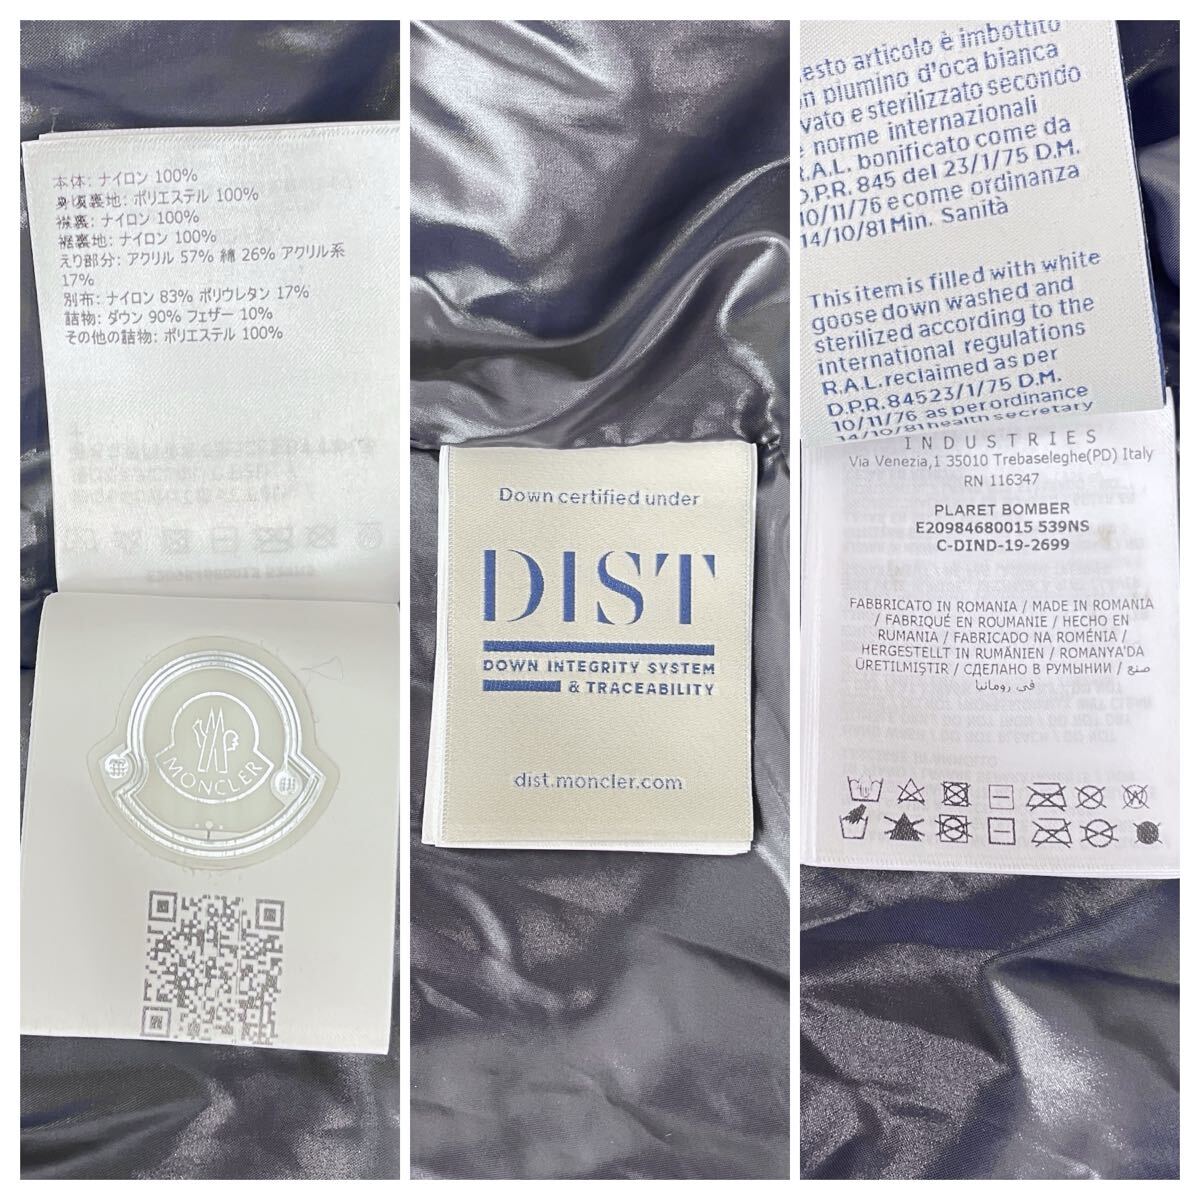 本体: ナイロン 100%
身頃裏地: ポリエステル 100%
襟裏: ナイロン 100%
裾裏地: ナイロン 100%
えり部分: アクリル 57% 綿 26% アクリル系
17%
別布: ナイロン 83% ポリウレタン 17%
詰物: ダウン 90% フェザー 10%
その他の詰物: ポリエステル 100%
MONCLER
Down certified under
DIST
DOWN INTEGRITY SYSTEM
& TRACEABILITY
dist.moncler.com
articolo è imbottito
piumino d'oca bianca
e sterilizzato secondo
norme internazionali
R.A.L. bonificato come da
D.P.R. 845 del 23/1/75 D.M.
10/11/76 e come ordinanza
14/10/81 Min. Sanità
This item is filled with white
goose down washed and
sterilized according to the
international regulations
R.A.L. reclaimed as per
D.P.R. 845 23/1/75 D.M.
10/11/76 as per ordinance
14/10/81 health secretary
INDUSTRIES
Via Venezia,1 35010 Trebaseleghe(PD) Italy
RN 116347
PLARET BOMBER
E20984680015 539NS
C-DIND-19-2699
FABBRICATO IN ROMANIA / MADE IN ROMANIA
/ FABRIQUÉ EN ROUMANIE / HECHO EN
RUMANIA / FABRICADO NA ROMÉNIA /
HERGESTELLT IN RUMÄNIEN / ROMANYA'DA
ÜRETILMIŞTIR / СДЕЛАНО В РУМЫНИИ / صنع
في رومانيا